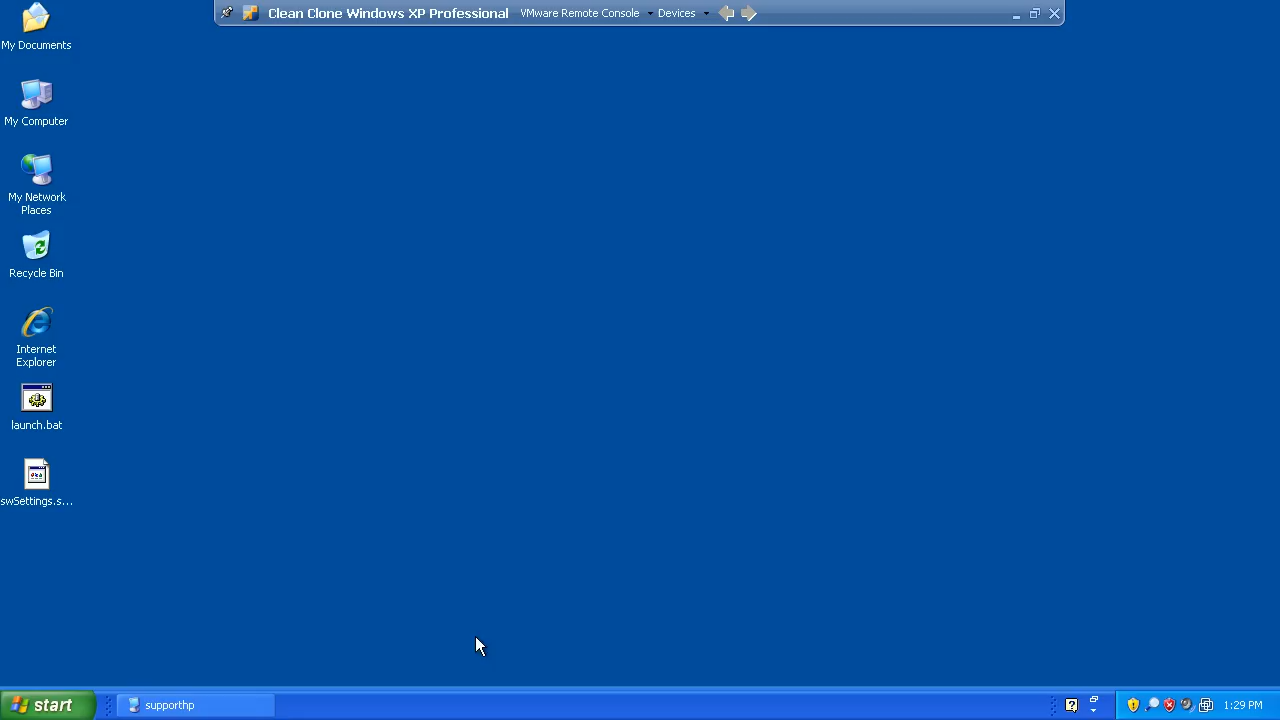 Clean Clone Windows XP Professional VMware Remote Console Devices
My Documents
My Computer
My Network
Places
Recycle Bin
Internet
Explorer
launch.bat
swSettings.s...
start supporthp 1:29 PM